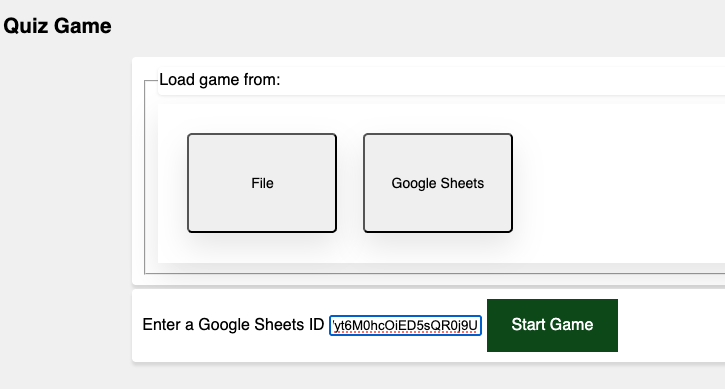 Quiz Game
Load game from:
File
Google Sheets
Enter a Google Sheets ID yt6M0hcOiED5sQR0j9U Start Game